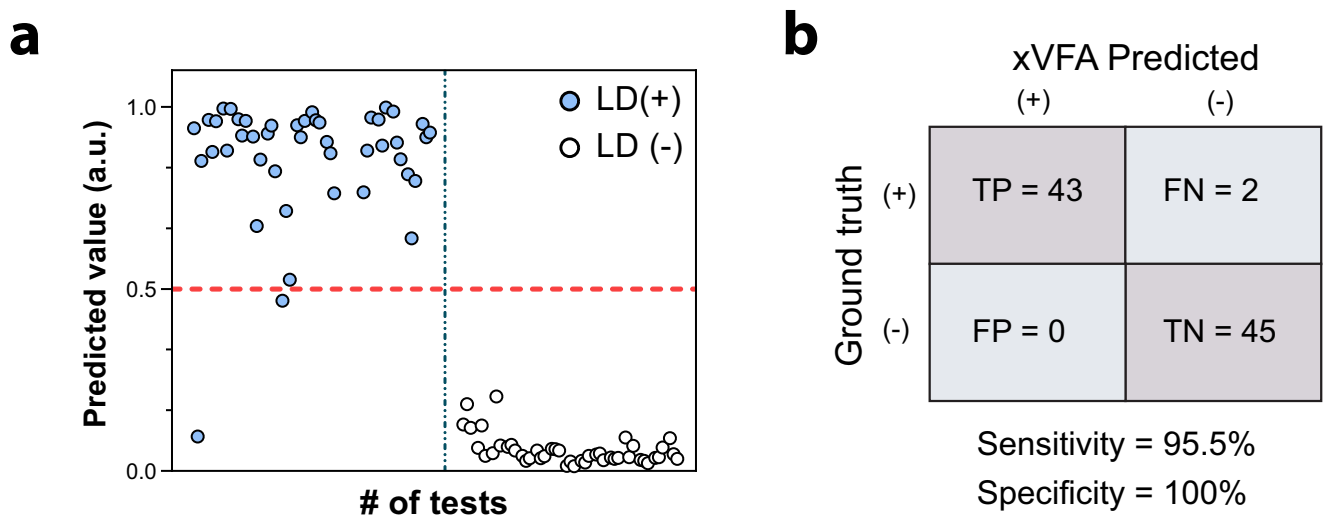 a
1.0
0.5
0.0
Predicted value (a.u.)
# of tests
LD(+)
LD (-)
b
xVFA Predicted
(+) (-)
Ground truth
(+)
TP = 43 FN = 2
(-)
FP = 0 TN = 45
Sensitivity = 95.5%
Specificity = 100%